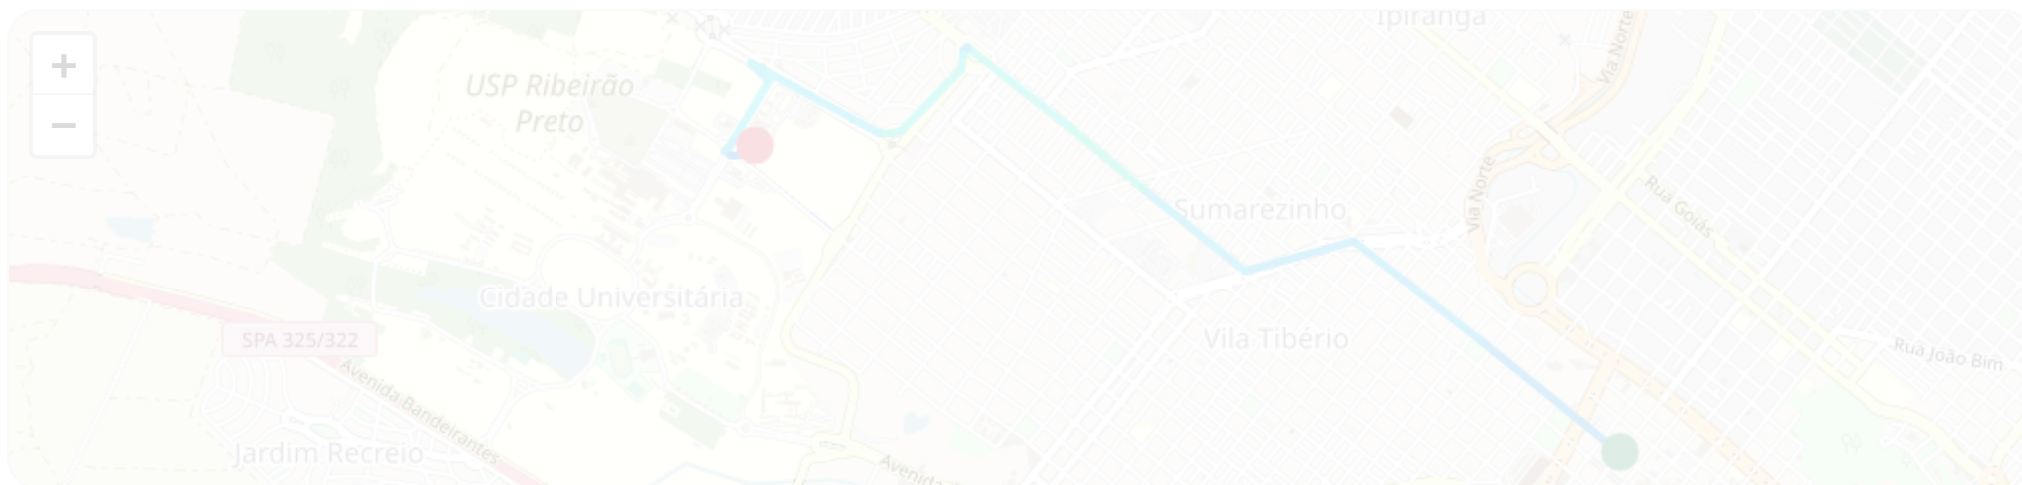 Ipiranga
+
−
USP Ribeirão
Preto
Via Norte
Via Norte
Rua Goiás
Sumarezinho
Cidade Universitária
SPA 325/322
Vila Tibério
Rua João Bim
Avenida Bandeirantes
Jardim Recreio
Avenida